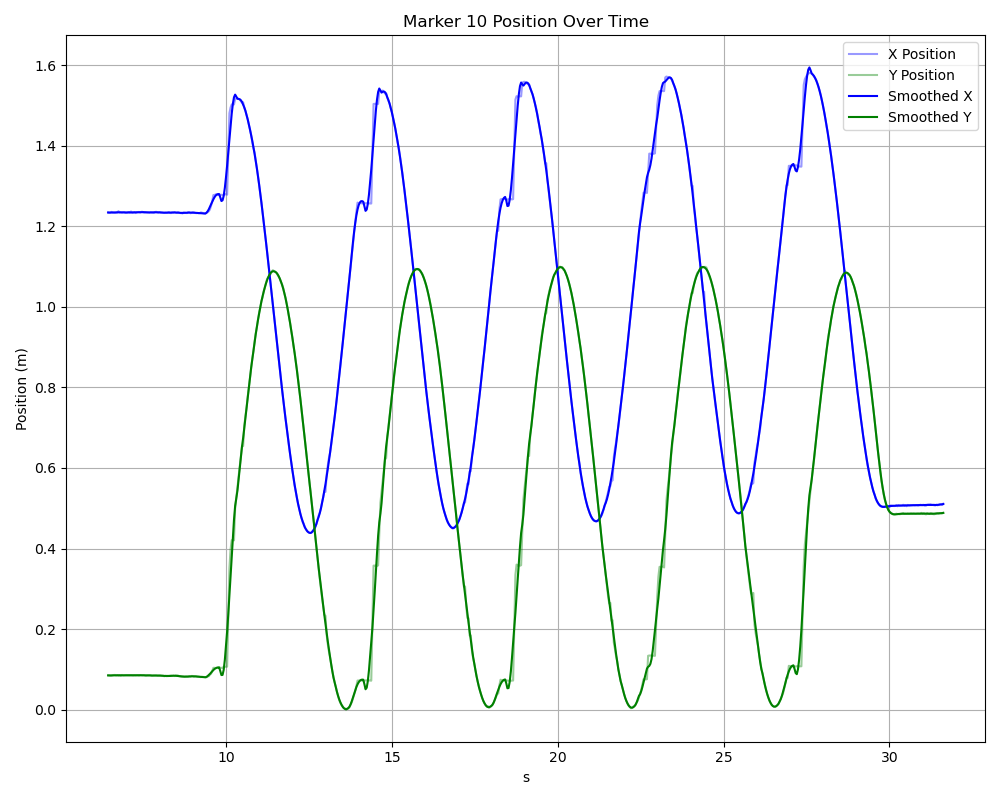 Marker 10 Position Over Time
X Position
Y Position
Smoothed X
Smoothed Y
Position (m)
1.6
1.4
1.2
1.0
0.8
0.6
0.4
0.2
0.0
10 15 20 25 30
s